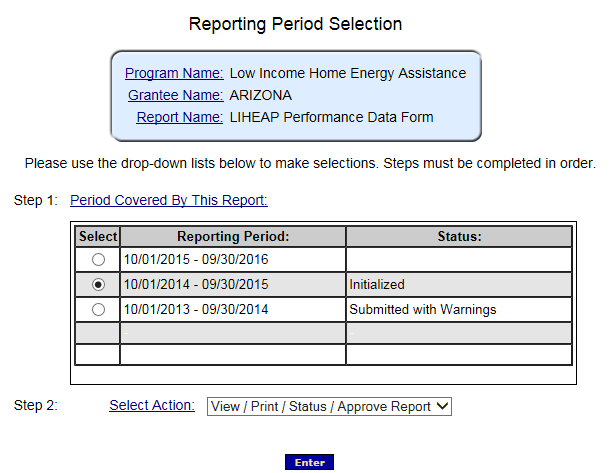 Reporting Period Selection
Program Name: Low Income Home Energy Assistance
Grantee Name: ARIZONA
Report Name: LIHEAP Performance Data Form
Please use the drop-down lists below to make selections. Steps must be completed in order.
Step 1: Period Covered By This Report:
Select Reporting Period: Status:
10/01/2015 - 09/30/2016
10/01/2014 - 09/30/2015 Initialized
10/01/2013 - 09/30/2014 Submitted with Warnings
Step 2: Select Action: View / Print / Status / Approve Report
Enter